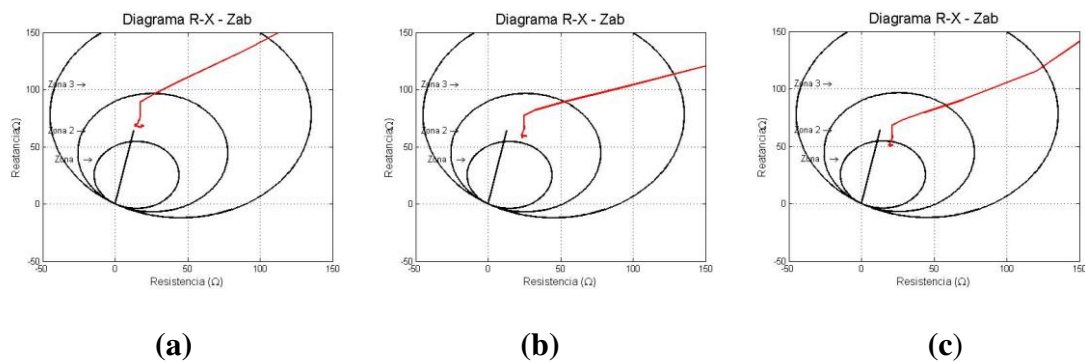 Diagrama R-X - Zab
150
100
50
0
-50
-50
0
50
100
150
Reatancia(Ω)
Resistencia (Ω)
Zona 3 →
Zona 2 →
Zona →
(a)
Diagrama R-X - Zab
150
100
50
0
-50
-50
0
50
100
150
Reatancia(Ω)
Resistencia (Ω)
Zona 3 →
Zona 2 →
Zona →
(b)
Diagrama R-X - Zab
150
100
50
0
-50
-50
0
50
100
150
Reatancia(Ω)
Resistencia (Ω)
Zona 3 →
Zona 2 →
Zona →
(c)